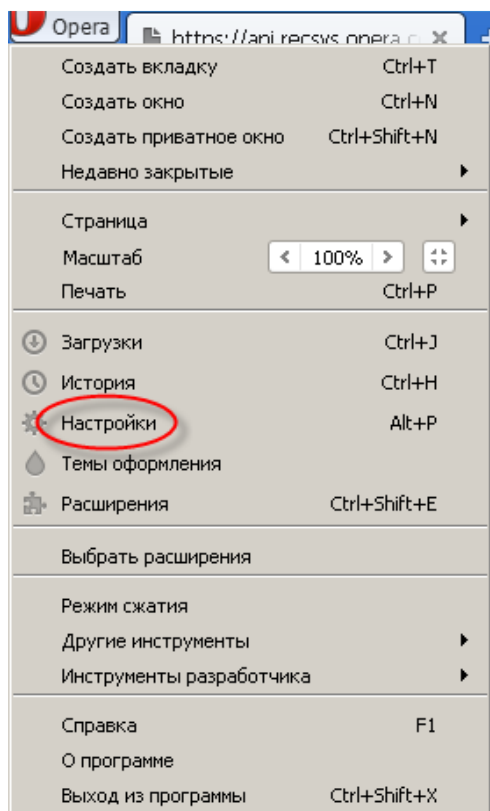 Opera
https://api.recsys.opera.c
Создать вкладку Ctrl+T
Создать окно Ctrl+N
Создать приватное окно Ctrl+Shift+N
Недавно закрытые
Страница
Масштаб < 100% >
Печать Ctrl+P
Загрузки Ctrl+J
История Ctrl+H
Настройки Alt+P
Темы оформления
Расширения Ctrl+Shift+E
Выбрать расширения
Режим сжатия
Другие инструменты
Инструменты разработчика
Справка F1
О программе
Выход из программы Ctrl+Shift+X